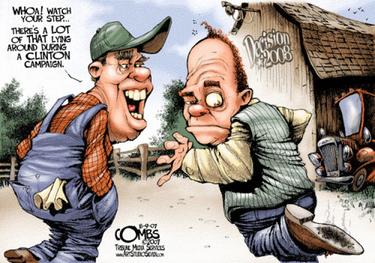 WHOA! WATCH
YOUR STEP...
THERE'S A LOT
OF THAT LYING
AROUND DURING
A CLINTON
CAMPAIGN.
Decision
2008
COMBS
©2007
TRIBUNE MEDIA SERVICES